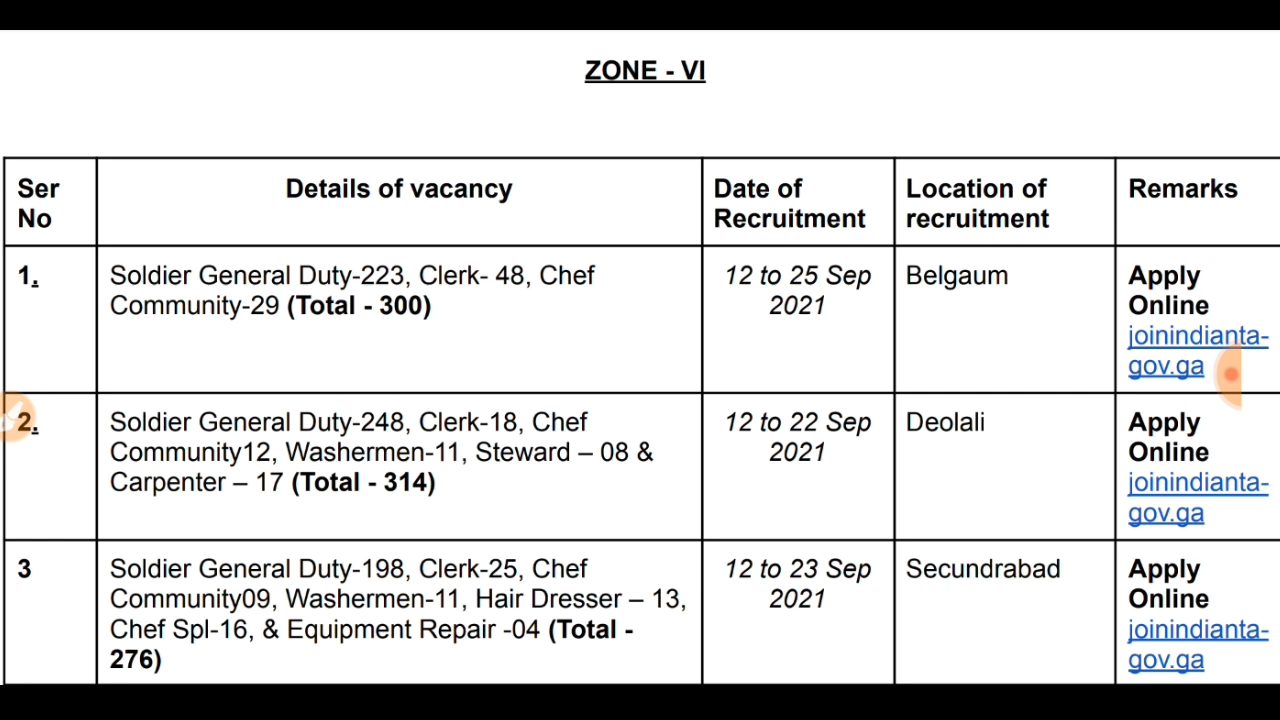 ZONE - VI
Ser No
Details of vacancy
Date of
Recruitment
Location of
recruitment
Remarks
1.
Soldier General Duty-223, Clerk- 48, Chef
Community-29 (Total - 300)
12 to 25 Sep
2021
Belgaum
Apply
Online
joinindianta-
gov.ga
2.
Soldier General Duty-248, Clerk-18, Chef
Community12, Washermen-11, Steward – 08 &
Carpenter – 17 (Total - 314)
12 to 22 Sep
2021
Deolali
Apply
Online
joinindianta-
gov.ga
3
Soldier General Duty-198, Clerk-25, Chef
Community09, Washermen-11, Hair Dresser – 13,
Chef Spl-16, & Equipment Repair -04 (Total -
276)
12 to 23 Sep
2021
Secundrabad
Apply
Online
joinindianta-
gov.ga